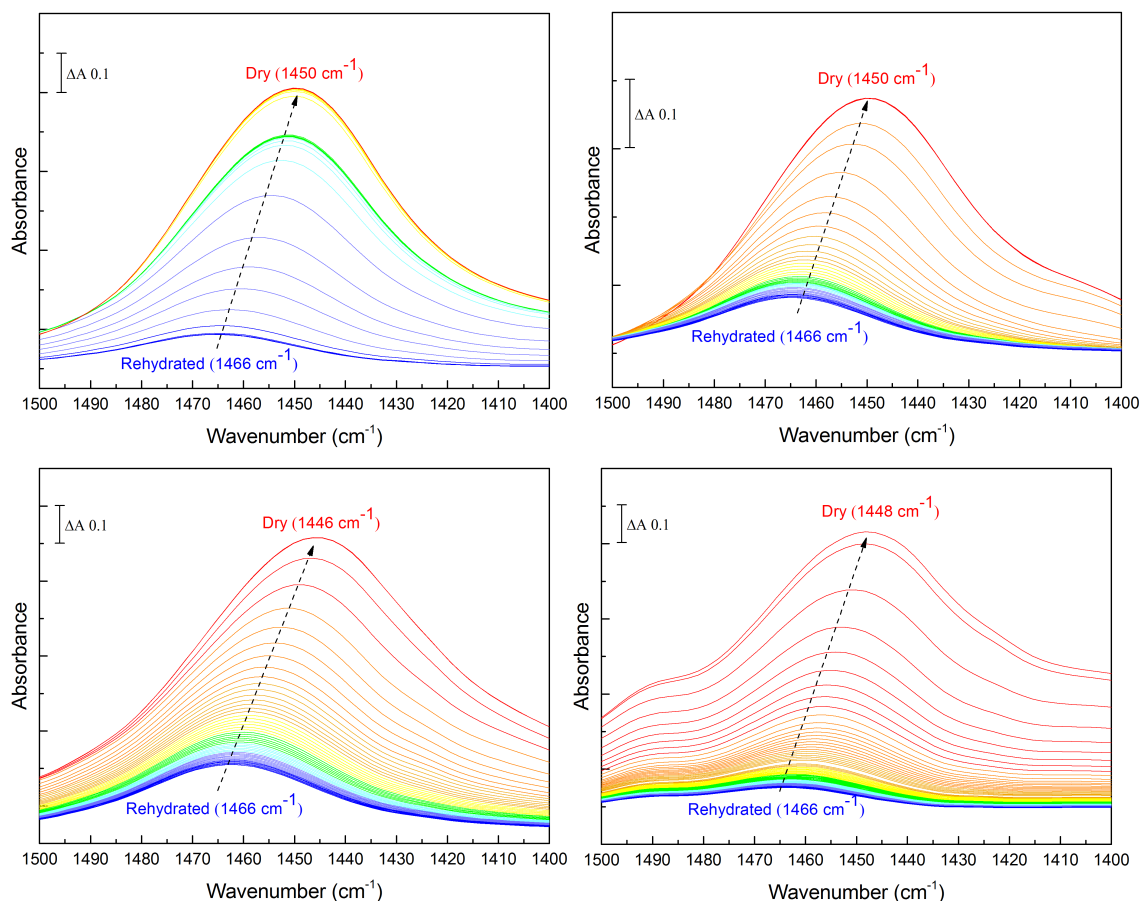 ΔA 0.1
Dry (1450 cm-1)
Rehydrated (1466 cm-1)
Absorbance
1500 1490 1480 1470 1460 1450 1440 1430 1420 1410 1400
Wavenumber (cm-1)
ΔA 0.1
Dry (1450 cm-1)
Rehydrated (1466 cm-1)
Absorbance
1500 1490 1480 1470 1460 1450 1440 1430 1420 1410 1400
Wavenumber (cm-1)
ΔA 0.1
Dry (1446 cm-1)
Rehydrated (1466 cm-1)
Absorbance
1500 1490 1480 1470 1460 1450 1440 1430 1420 1410 1400
Wavenumber (cm-1)
ΔA 0.1
Dry (1448 cm-1)
Rehydrated (1466 cm-1)
Absorbance
1500 1490 1480 1470 1460 1450 1440 1430 1420 1410 1400
Wavenumber (cm-1)